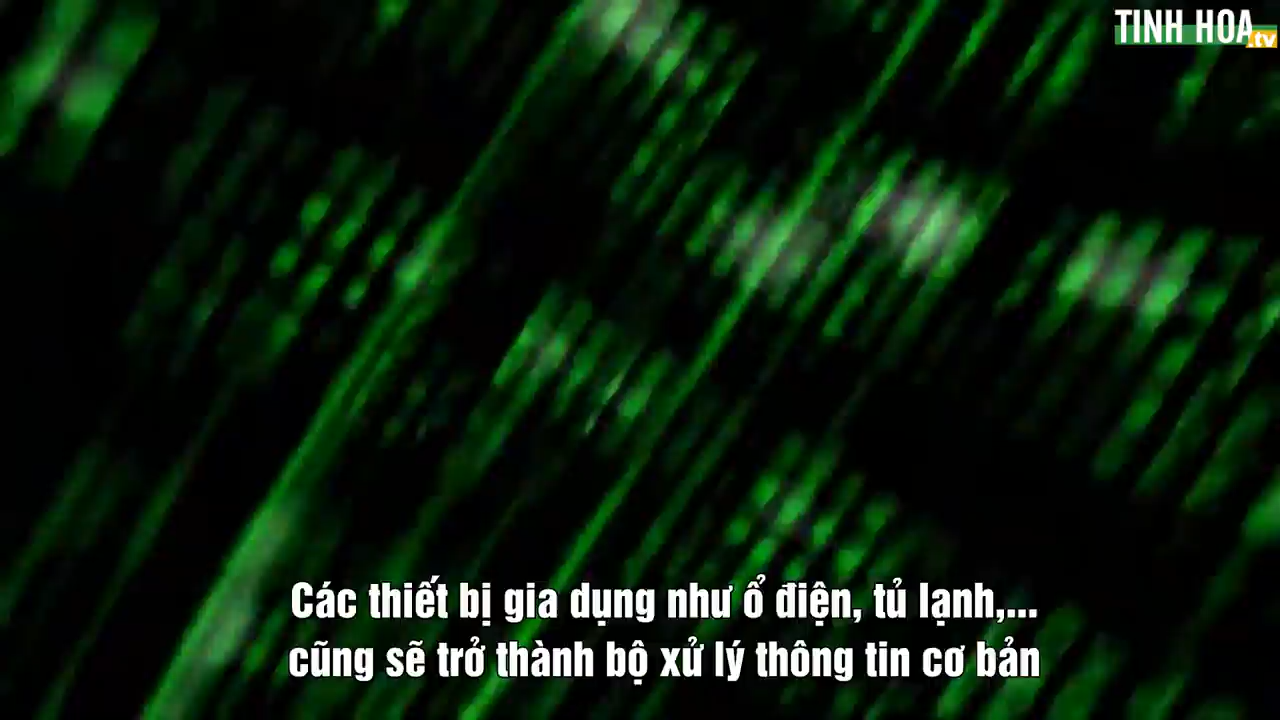 TINH HOA
.tv
Các thiết bị gia dụng như ổ điện, tủ lạnh,...
cũng sẽ trở thành bộ xử lý thông tin cơ bản